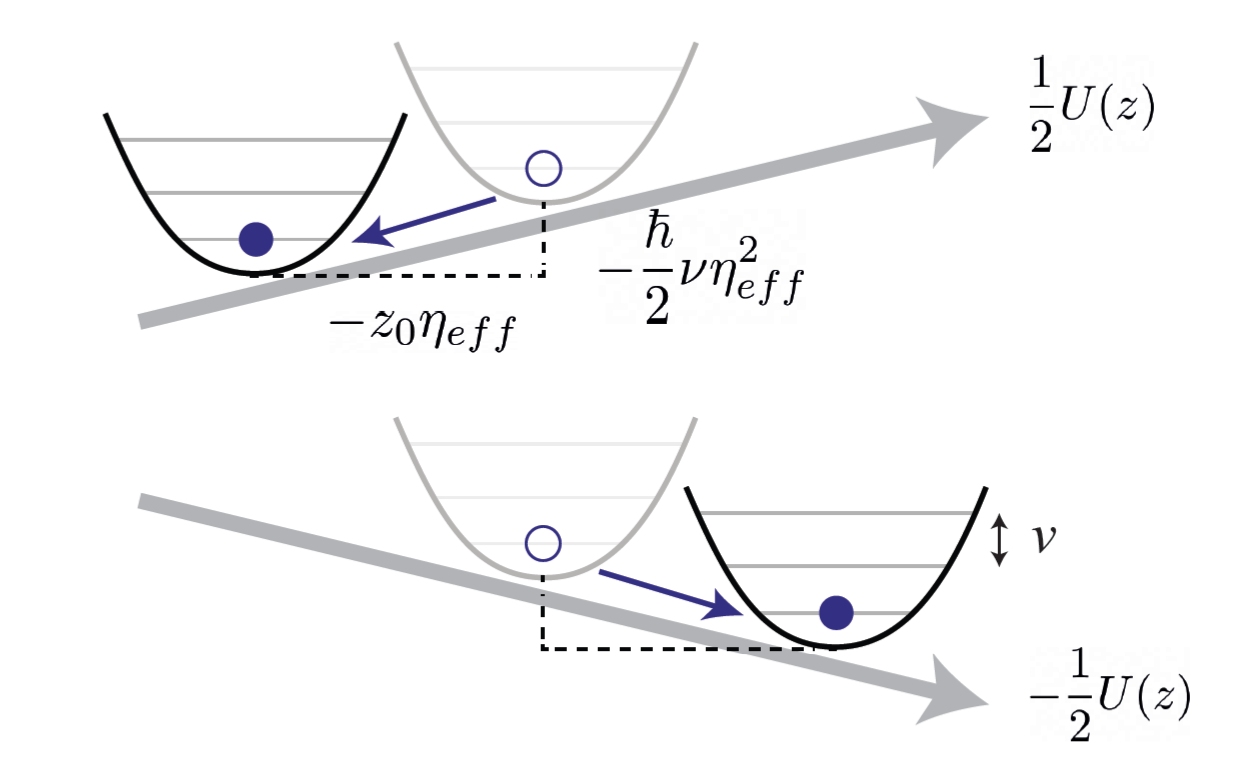 $\frac{1}{2}U(z)$
$-\frac{\hbar}{2}\nu\eta_{eff}^{2}$
$-z_0\eta_{eff}$
$\nu$
$-\frac{1}{2}U(z)$